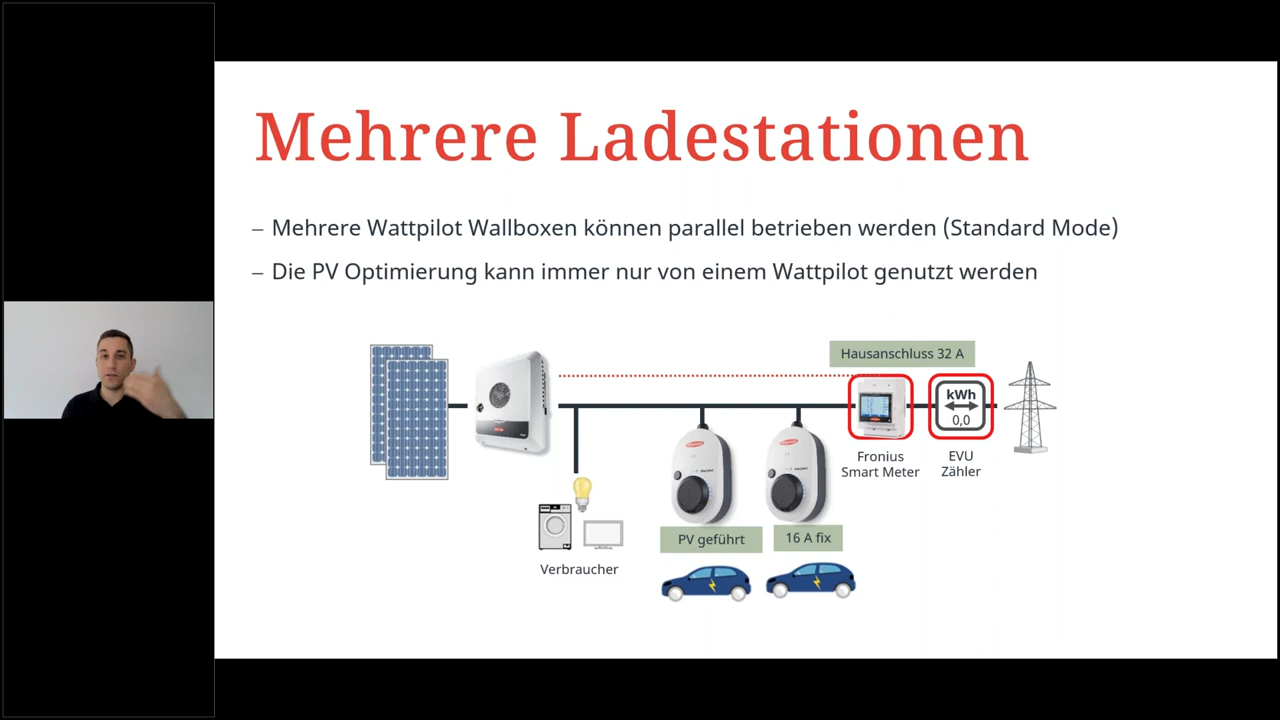 Mehrere Ladestationen
– Mehrere Wattpilot Wallboxen können parallel betrieben werden (Standard Mode)
– Die PV Optimierung kann immer nur von einem Wattpilot genutzt werden
Hausanschluss 32 A
kWh
0,0
Fronius
Smart Meter
EVU
Zähler
PV geführt
16 A fix
Verbraucher